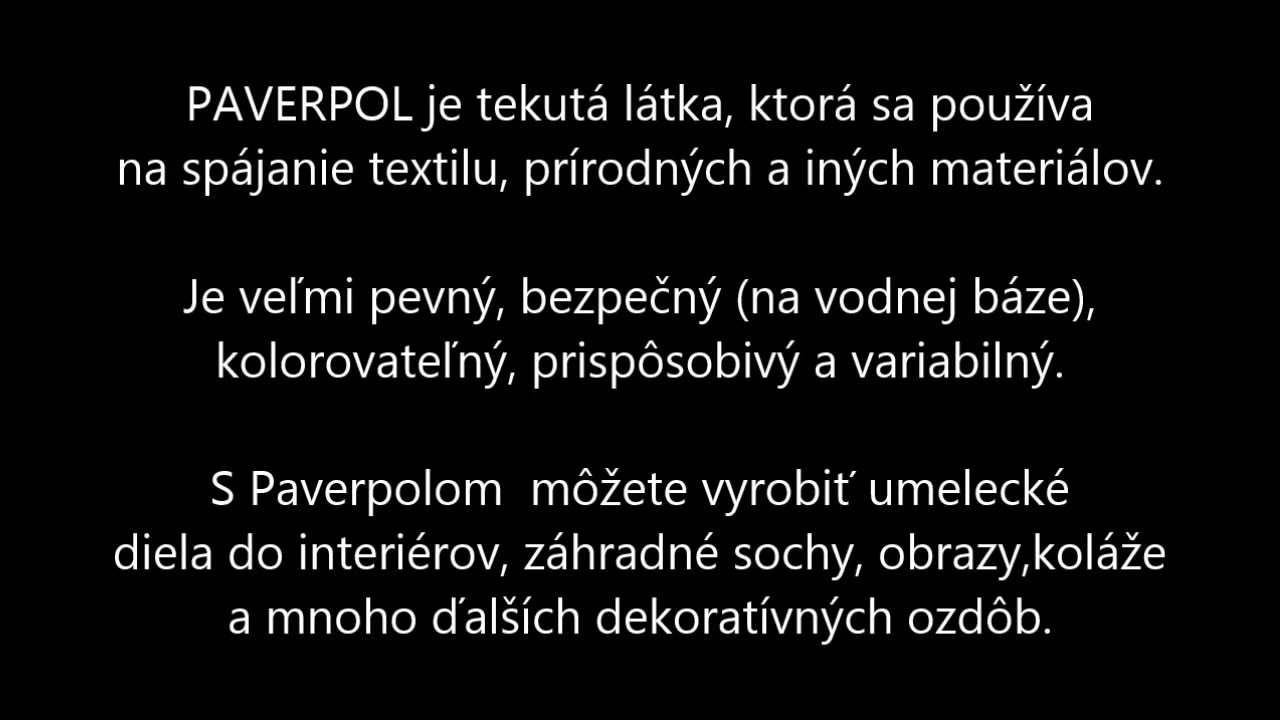 PAVERPOL je tekutá látka, ktorá sa používa
na spájanie textilu, prírodných a iných materiálov.
Je veľmi pevný, bezpečný (na vodnej báze),
kolorovateľný, prispôsobivý a variabilný.
S Paverpolom  môžete vyrobiť umelecké
diela do interiérov, záhradné sochy, obrazy,koláže
a mnoho ďalších dekoratívných ozdôb.